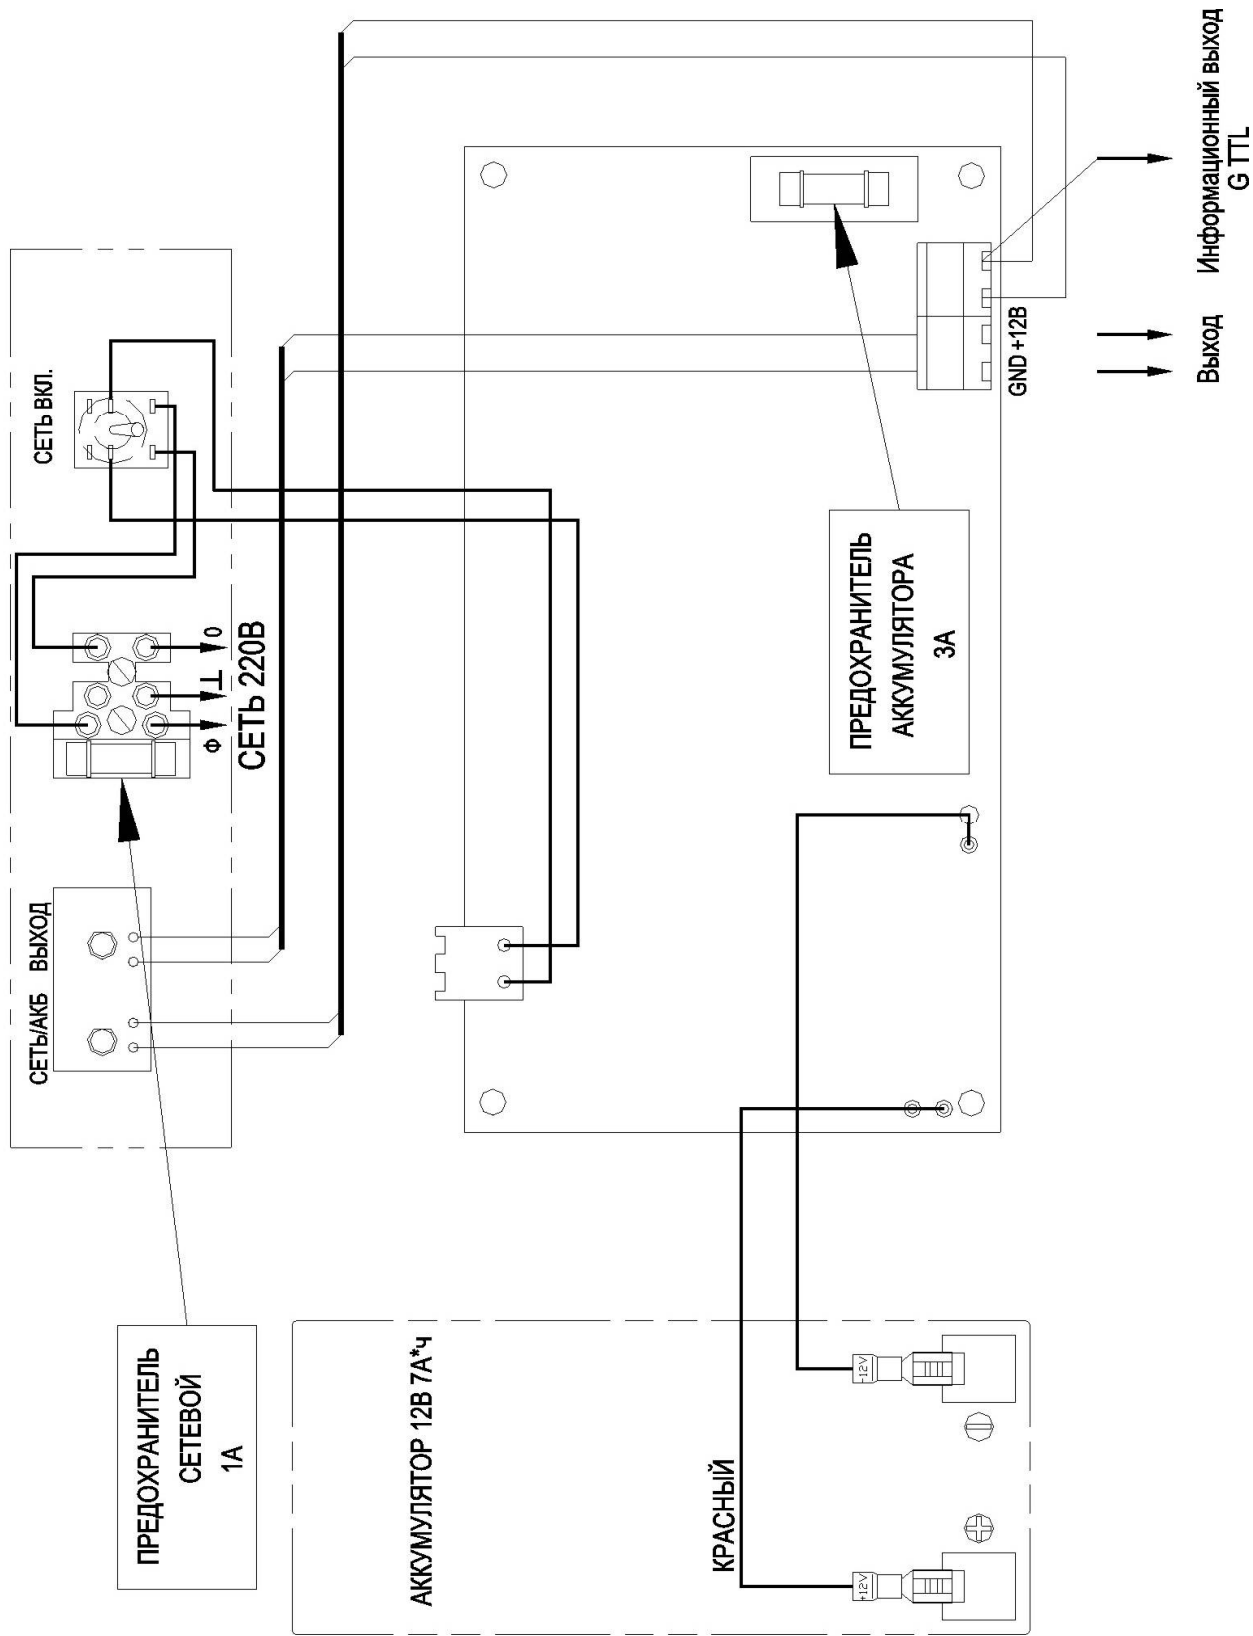 СЕТЬ/АКБ
ВЫХОД
СЕТЬ ВКЛ.
Ф
0
СЕТЬ 220В
ПРЕДОХРАНИТЕЛЬ
СЕТЕВОЙ
1А
АККУМУЛЯТОР 12В 7А*ч
КРАСНЫЙ
+12V
-12V
ПРЕДОХРАНИТЕЛЬ
АККУМУЛЯТОРА
3А
GND +12В
Выход
Информационный выход
G TTL